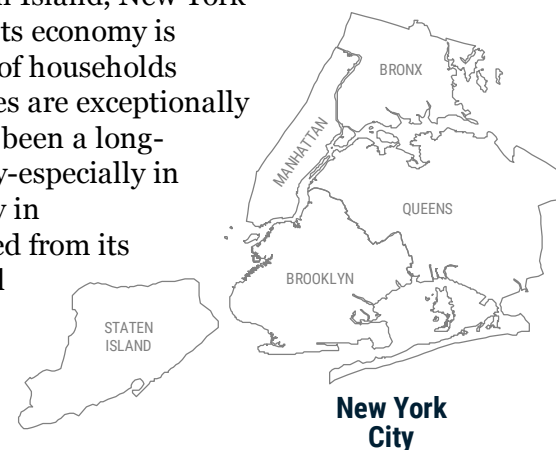 n Island, New York
ts economy is
of households
es are exceptionally
been a long-
y-especially in
y in
ed from its
l
BRONX
MANHATTAN
QUEENS
BROOKLYN
STATEN
ISLAND
New York
City